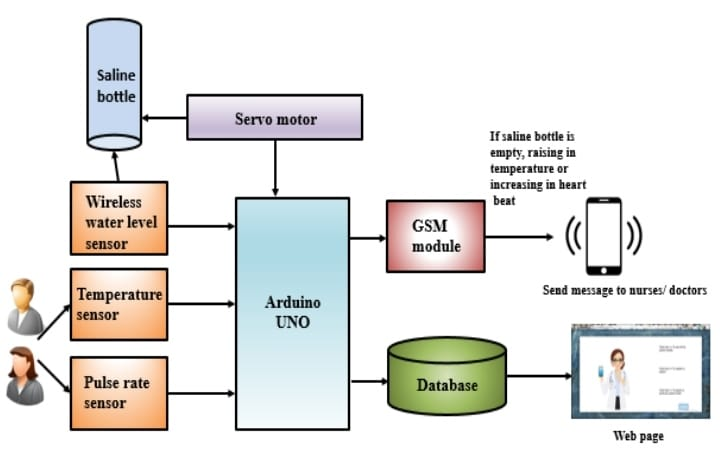 Saline
bottle
Servo motor
If saline bottle is
empty, raising in
temperature or
increasing in heart
beat
Wireless
water level
sensor
GSM
module
Temperature
sensor
Arduino
UNO
Send message to nurses/ doctors
Pulse rate
sensor
Database
Web page